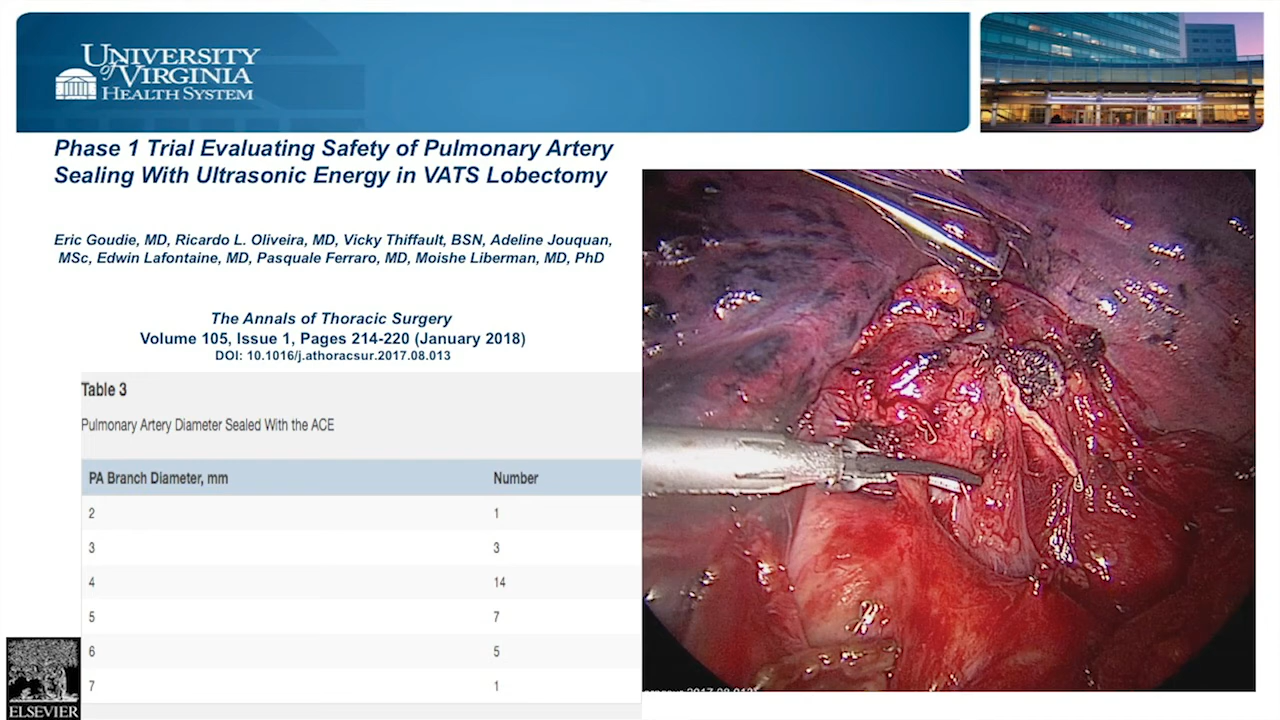 UNIVERSITY
of VIRGINIA
HEALTH SYSTEM
Phase 1 Trial Evaluating Safety of Pulmonary Artery
Sealing With Ultrasonic Energy in VATS Lobectomy
Eric Goudie, MD, Ricardo L. Oliveira, MD, Vicky Thiffault, BSN, Adeline Jouquan,
MSc, Edwin Lafontaine, MD, Pasquale Ferraro, MD, Moishe Liberman, MD, PhD
The Annals of Thoracic Surgery
Volume 105, Issue 1, Pages 214-220 (January 2018)
DOI: 10.1016/j.athoracsur.2017.08.013
Table 3
Pulmonary Artery Diameter Sealed With the ACE
PA Branch Diameter, mm Number
2 1
3 3
4 14
5 7
6 5
7 1
ELSEVIER